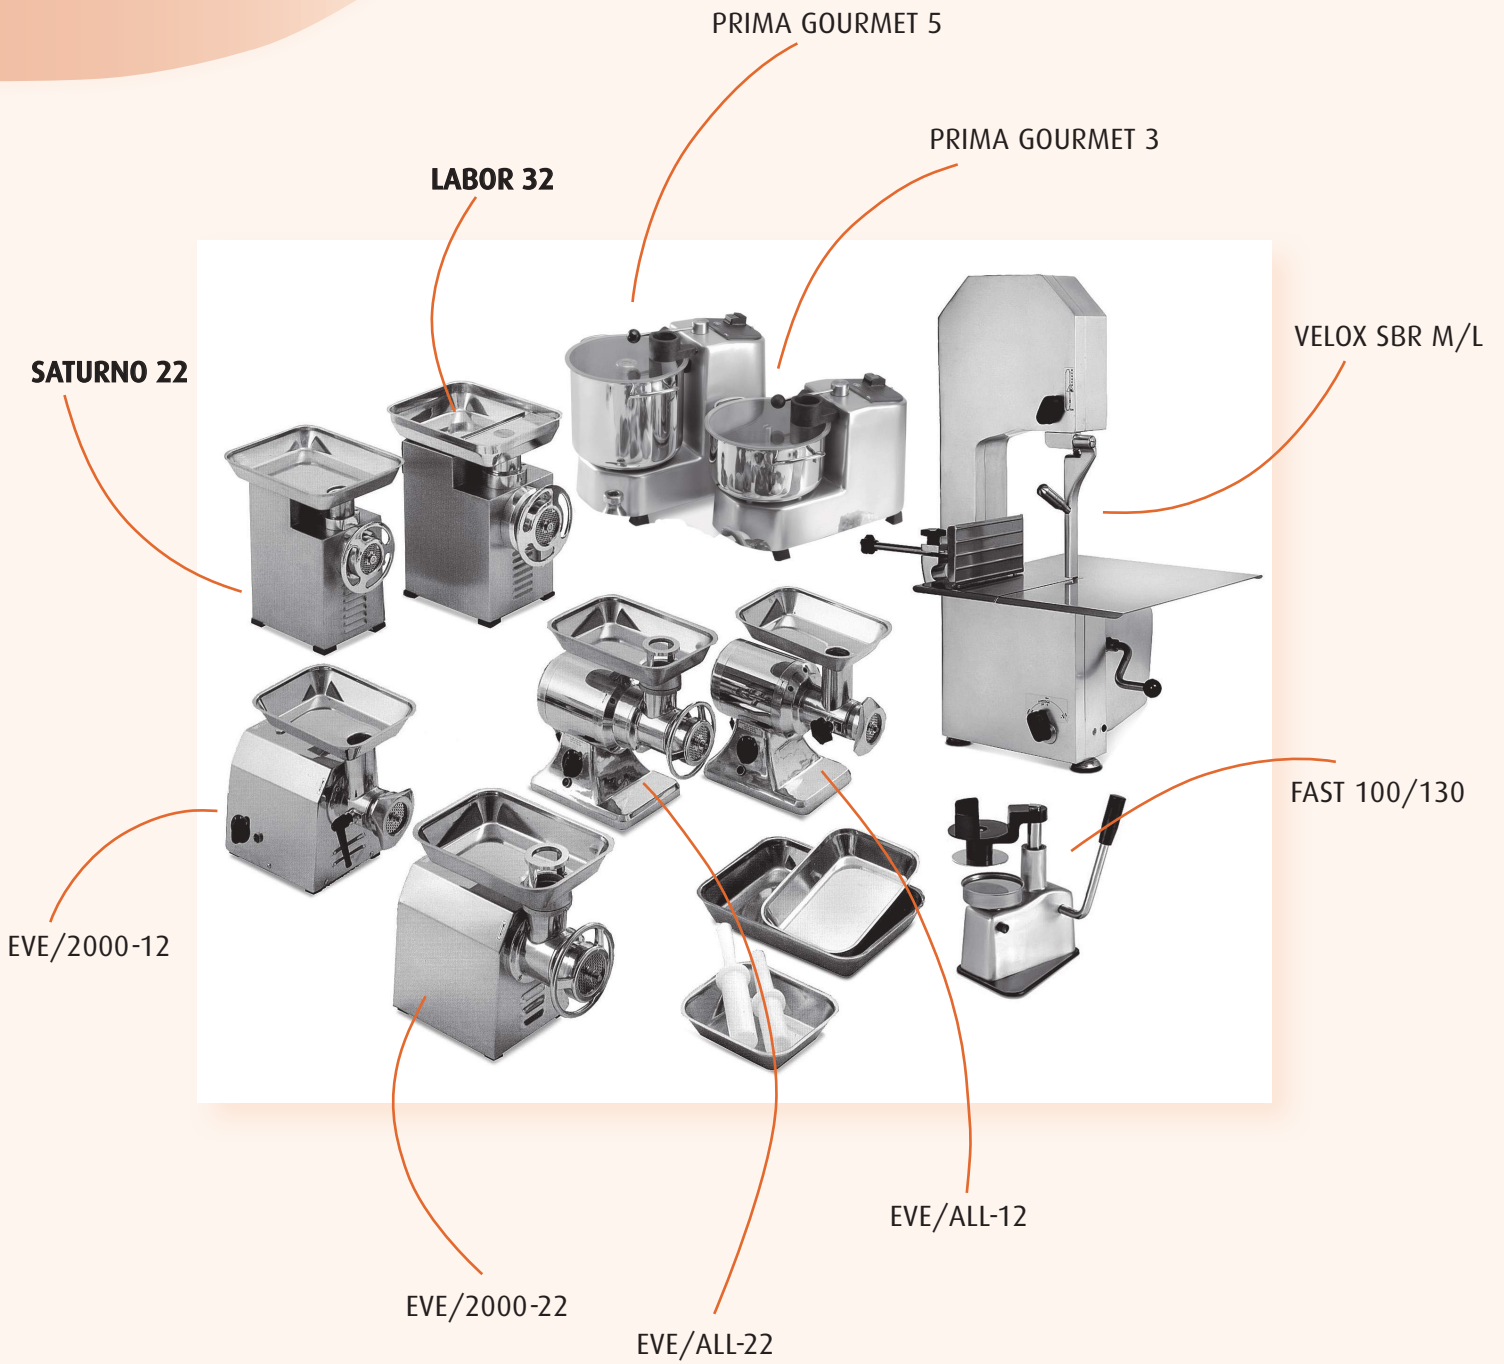 PRIMA GOURMET 5
PRIMA GOURMET 3
LABOR 32
VELOX SBR M/L
SATURNO 22
FAST 100/130
EVE/2000-12
EVE/ALL-12
EVE/2000-22
EVE/ALL-22